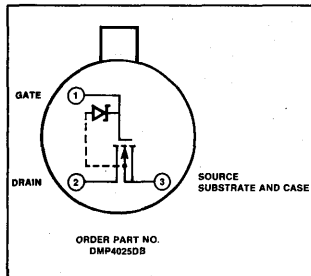 GATE
1
DRAIN
2
3
SOURCE
SUBSTRATE AND CASE
ORDER PART NO.
DMP4025DB